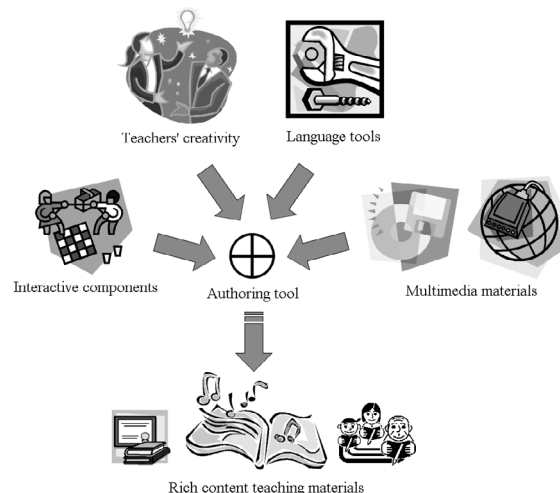 Teachers' creativity
Language tools
Interactive components
Authoring tool
Multimedia materials
Rich content teaching materials